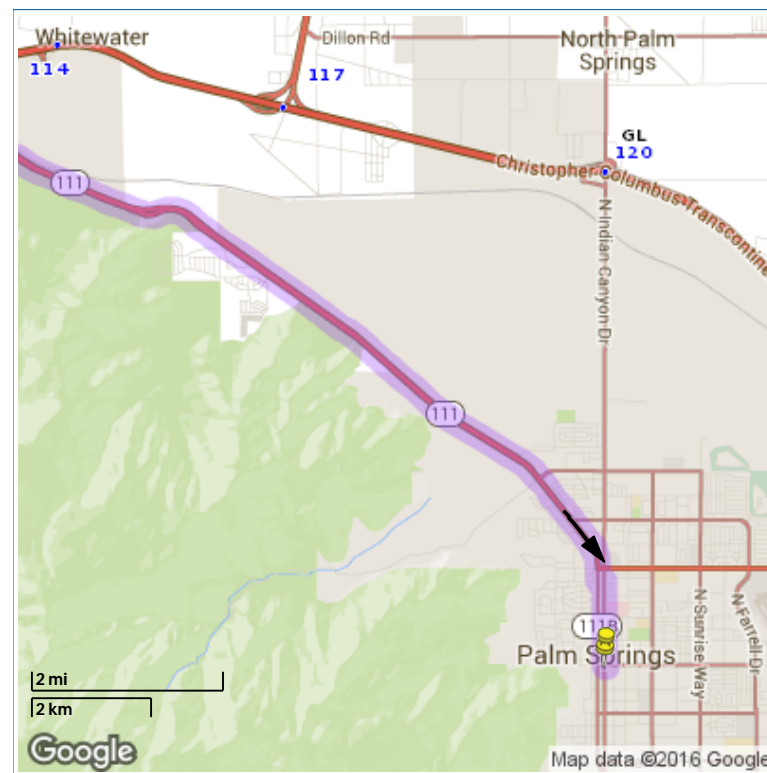 Whitewater
114
Dillon Rd
117
North Palm
Springs
GL
120
Christopher Columbus Transcontine
111
N Indian Canyon Dr
111
N Sunrise Way
N Farrell Dr
111B
Palm Springs
2 mi
2 km
Google
Map data ©2016 Google